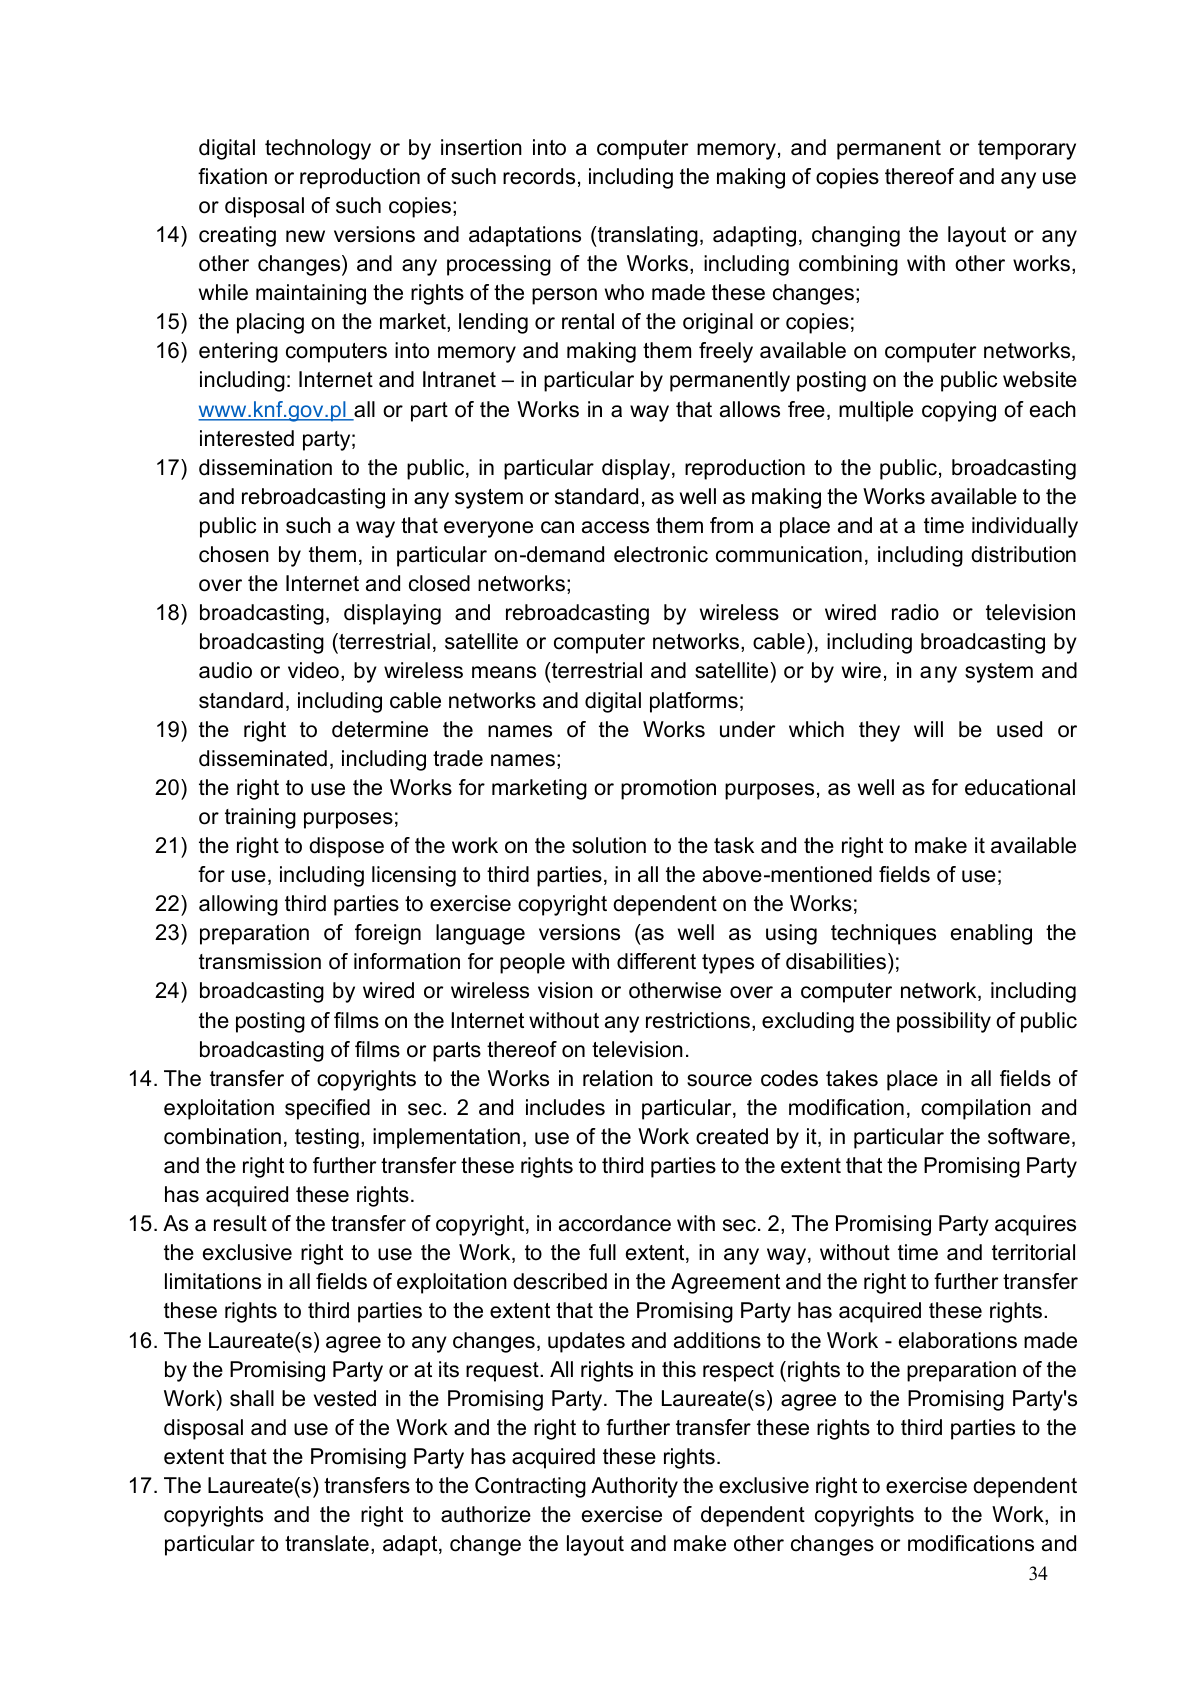 digital technology or by insertion into a computer memory, and permanent or temporary
fixation or reproduction of such records, including the making of copies thereof and any use
or disposal of such copies;
14) creating new versions and adaptations (translating, adapting, changing the layout or any
other changes) and any processing of the Works, including combining with other works,
while maintaining the rights of the person who made these changes;
15) the placing on the market, lending or rental of the original or copies;
16) entering computers into memory and making them freely available on computer networks,
including: Internet and Intranet – in particular by permanently posting on the public website
www.knf.gov.pl all or part of the Works in a way that allows free, multiple copying of each
interested party;
17) dissemination to the public, in particular display, reproduction to the public, broadcasting
and rebroadcasting in any system or standard, as well as making the Works available to the
public in such a way that everyone can access them from a place and at a time individually
chosen by them, in particular on-demand electronic communication, including distribution
over the Internet and closed networks;
18) broadcasting, displaying and rebroadcasting by wireless or wired radio or television
broadcasting (terrestrial, satellite or computer networks, cable), including broadcasting by
audio or video, by wireless means (terrestrial and satellite) or by wire, in any system and
standard, including cable networks and digital platforms;
19) the right to determine the names of the Works under which they will be used or
disseminated, including trade names;
20) the right to use the Works for marketing or promotion purposes, as well as for educational
or training purposes;
21) the right to dispose of the work on the solution to the task and the right to make it available
for use, including licensing to third parties, in all the above-mentioned fields of use;
22) allowing third parties to exercise copyright dependent on the Works;
23) preparation of foreign language versions (as well as using techniques enabling the
transmission of information for people with different types of disabilities);
24) broadcasting by wired or wireless vision or otherwise over a computer network, including
the posting of films on the Internet without any restrictions, excluding the possibility of public
broadcasting of films or parts thereof on television.
14. The transfer of copyrights to the Works in relation to source codes takes place in all fields of
exploitation specified in sec. 2 and includes in particular, the modification, compilation and
combination, testing, implementation, use of the Work created by it, in particular the software,
and the right to further transfer these rights to third parties to the extent that the Promising Party
has acquired these rights.
15. As a result of the transfer of copyright, in accordance with sec. 2, The Promising Party acquires
the exclusive right to use the Work, to the full extent, in any way, without time and territorial
limitations in all fields of exploitation described in the Agreement and the right to further transfer
these rights to third parties to the extent that the Promising Party has acquired these rights.
16. The Laureate(s) agree to any changes, updates and additions to the Work - elaborations made
by the Promising Party or at its request. All rights in this respect (rights to the preparation of the
Work) shall be vested in the Promising Party. The Laureate(s) agree to the Promising Party's
disposal and use of the Work and the right to further transfer these rights to third parties to the
extent that the Promising Party has acquired these rights.
17. The Laureate(s) transfers to the Contracting Authority the exclusive right to exercise dependent
copyrights and the right to authorize the exercise of dependent copyrights to the Work, in
particular to translate, adapt, change the layout and make other changes or modifications and
34